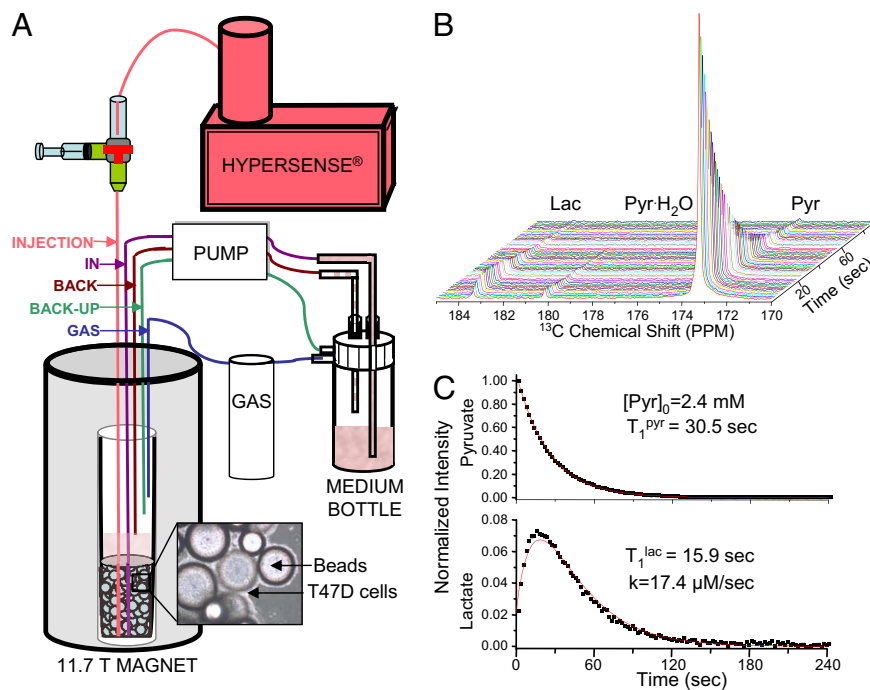 A
HYPERSENSE®
INJECTION
IN
BACK
BACK-UP
GAS
PUMP
GAS
MEDIUM
BOTTLE
Beads
T47D cells
11.7 T MAGNET
B
Lac
Pyr·H₂O
Pyr
184
182
180
178
176
174
172
170
¹³C Chemical Shift (PPM)
20
60
Time (sec)
C
Normalized Intensity
Pyruvate
1.00
0.80
0.60
0.40
0.20
0.00
[Pyr]₀=2.4 mM
T₁ᵖʸʳ = 30.5 sec
Lactate
0.08
0.06
0.04
0.02
0.00
T₁ˡᵃᶜ = 15.9 sec
k=17.4 µM/sec
0
60
120
180
240
Time (sec)